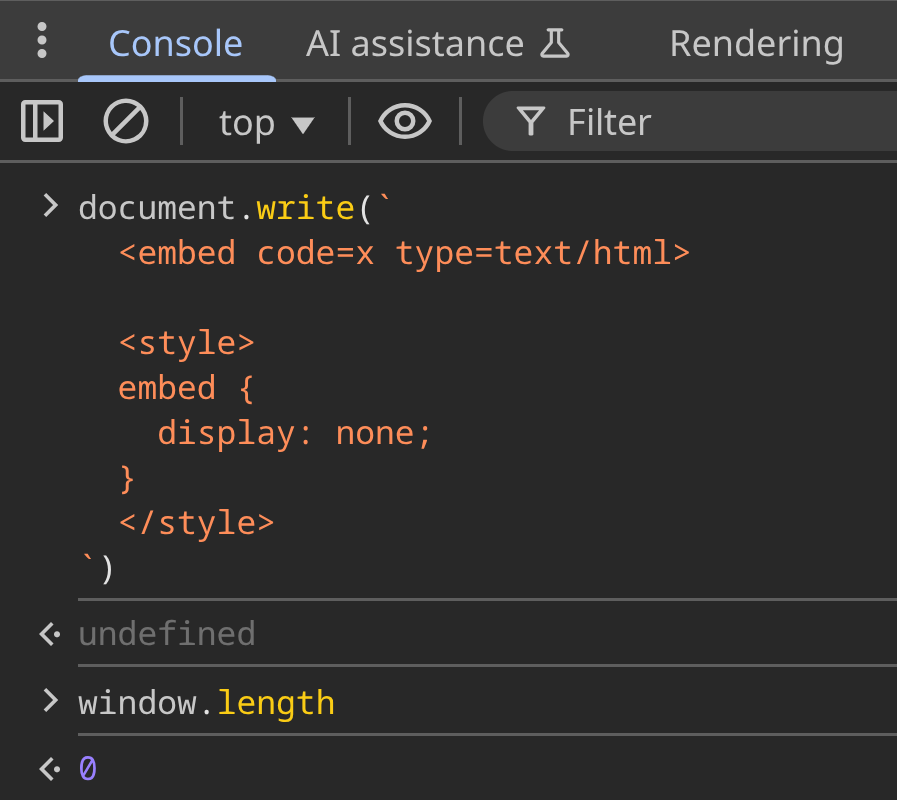 Console AI assistance Rendering
top Filter
document.write(`
<embed code=x type=text/html>
<style>
embed {
display: none;
}
</style>
`)
undefined
window.length
0